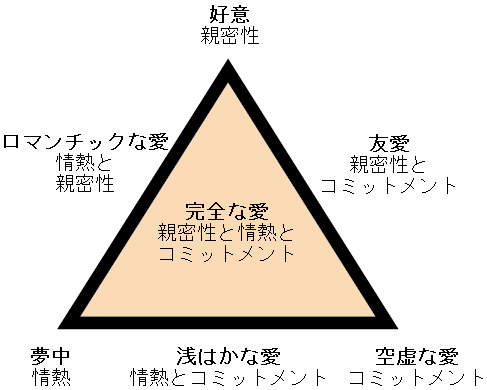 好意
親密性
ロマンチックな愛
情熱と
親密性
友愛
親密性と
コミットメント
完全な愛
親密性と情熱と
コミットメント
夢中
情熱
浅はかな愛
情熱とコミットメント
空虚な愛
コミットメント